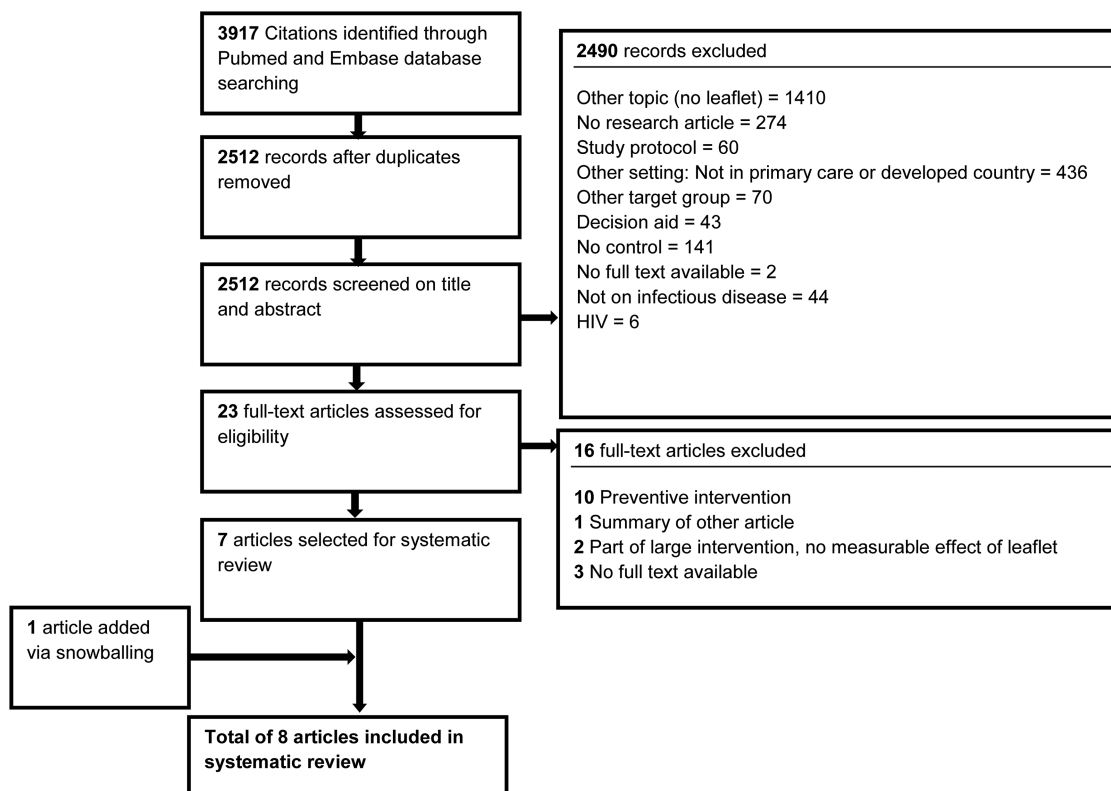 3917 Citations identified through
Pubmed and Embase database
searching
2512 records after duplicates
removed
2512 records screened on title
and abstract
2490 records excluded
Other topic (no leaflet) = 1410
No research article = 274
Study protocol = 60
Other setting: Not in primary care or developed country = 436
Other target group = 70
Decision aid = 43
No control = 141
No full text available = 2
Not on infectious disease = 44
HIV = 6
23 full-text articles assessed for
eligibility
16 full-text articles excluded
10 Preventive intervention
1 Summary of other article
2 Part of large intervention, no measurable effect of leaflet
3 No full text available
7 articles selected for systematic
review
1 article added
via snowballing
Total of 8 articles included in
systematic review